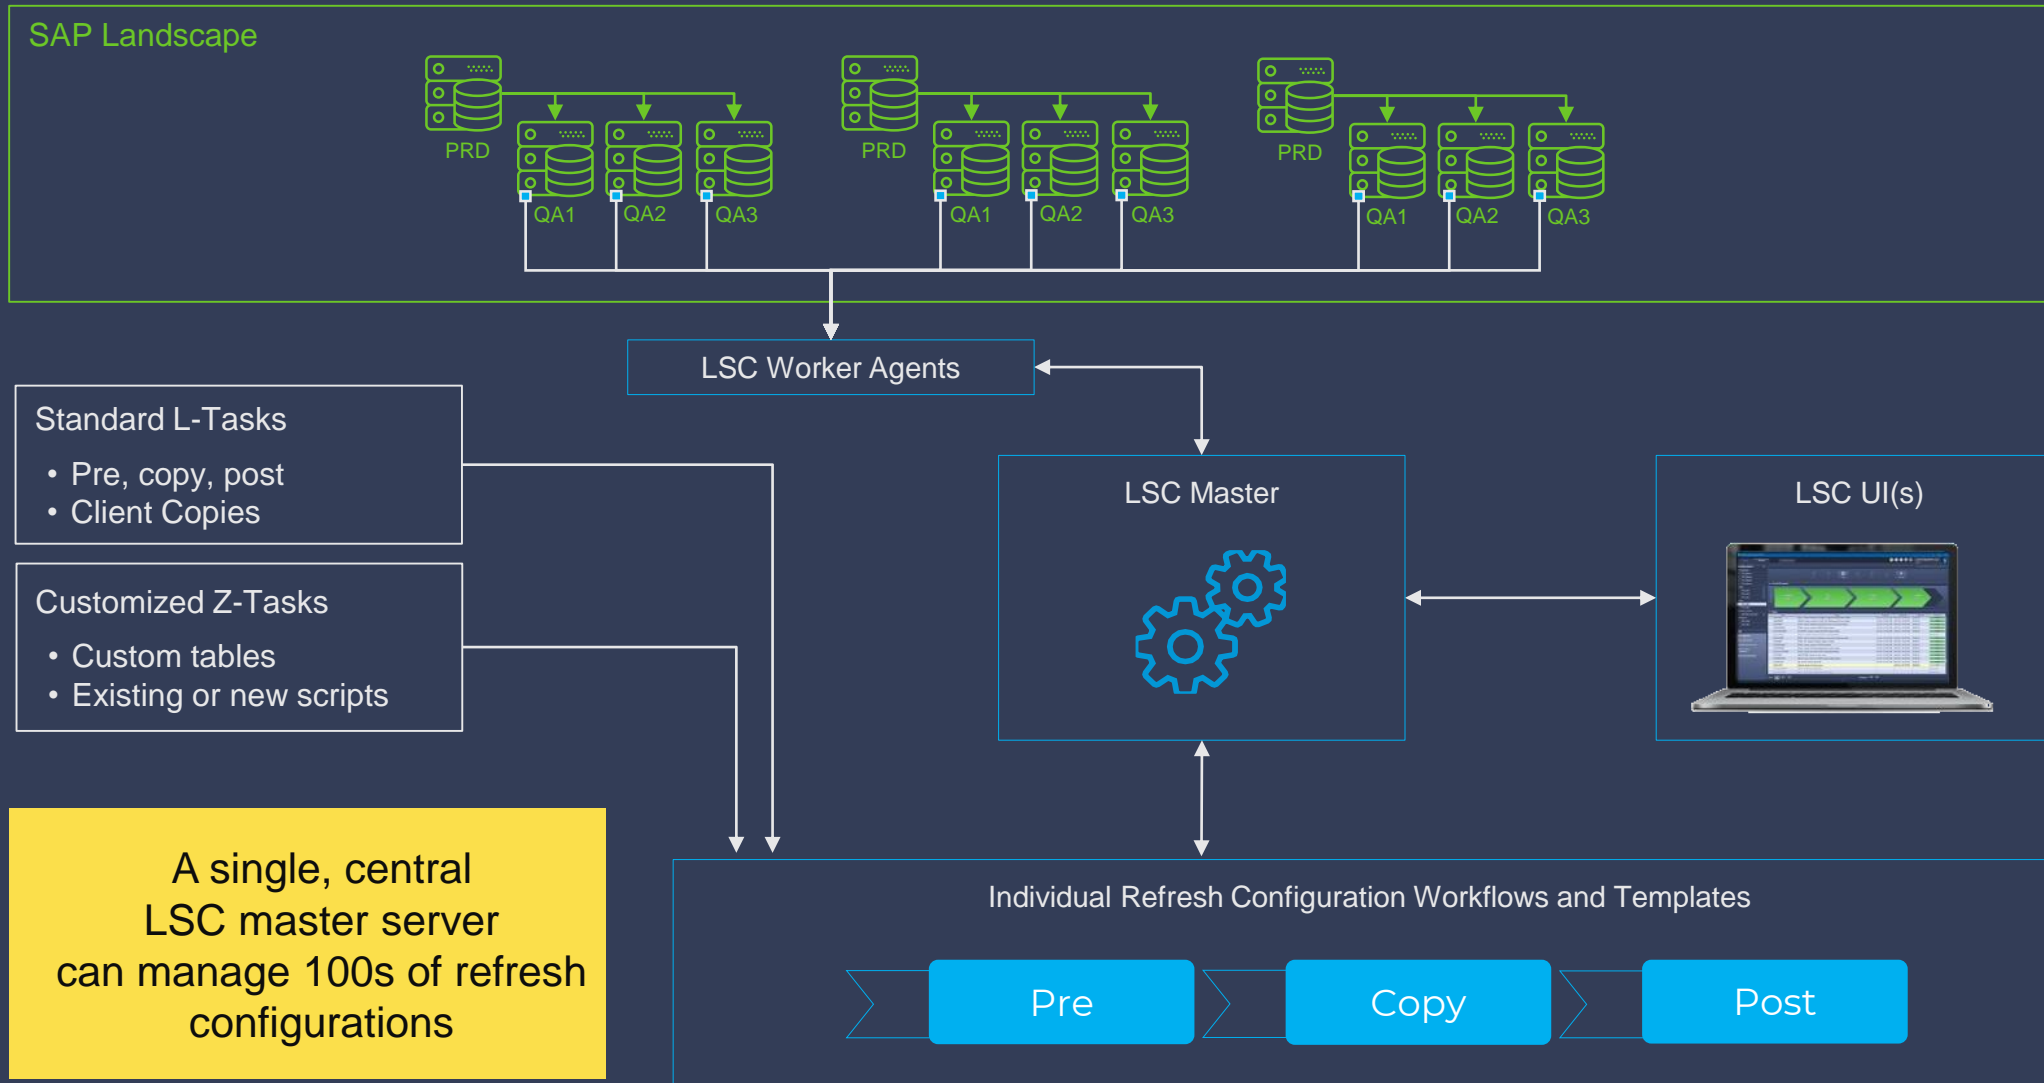 SAP Landscape
PRD
QA1
QA2
QA3
PRD
QA1
QA2
QA3
PRD
QA1
QA2
QA3
LSC Worker Agents
Standard L-Tasks
• Pre, copy, post
• Client Copies
Customized Z-Tasks
• Custom tables
• Existing or new scripts
LSC Master
LSC UI(s)
A single, central
LSC master server
can manage 100s of refresh
configurations
Individual Refresh Configuration Workflows and Templates
Pre
Copy
Post